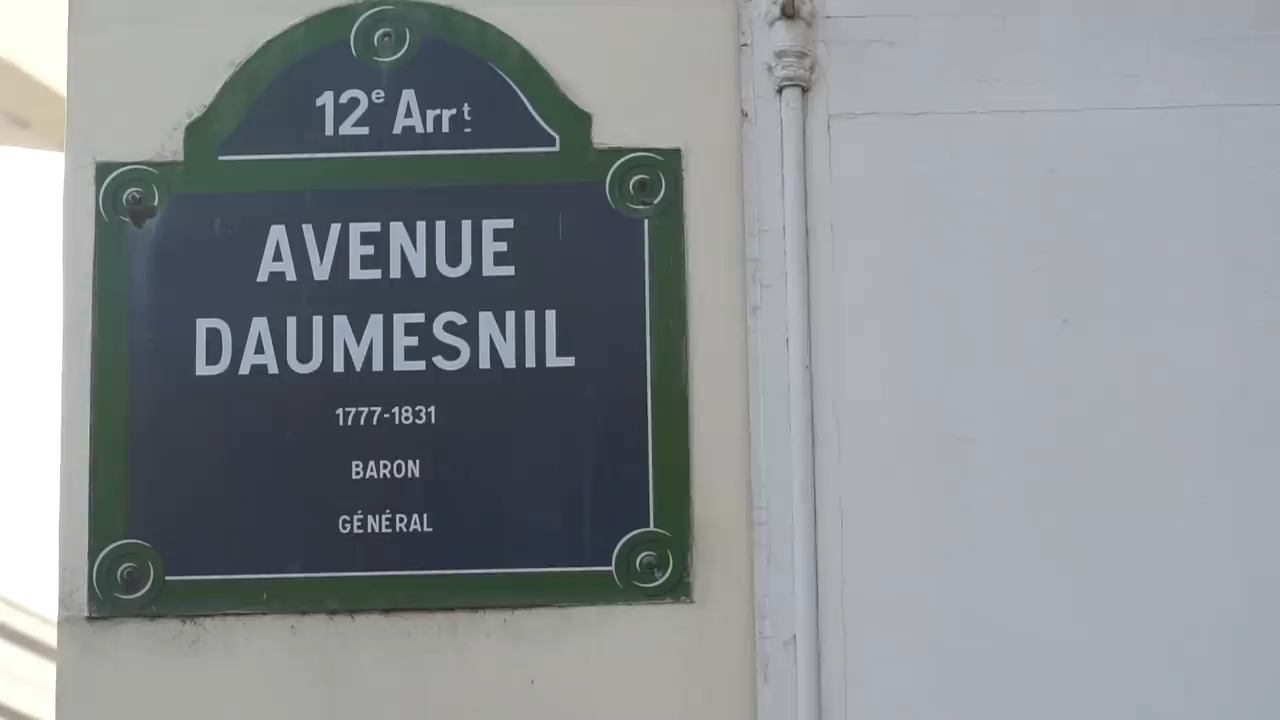 12e Arrt
AVENUE
DAUMESNIL
1777-1831
BARON
GÉNÉRAL